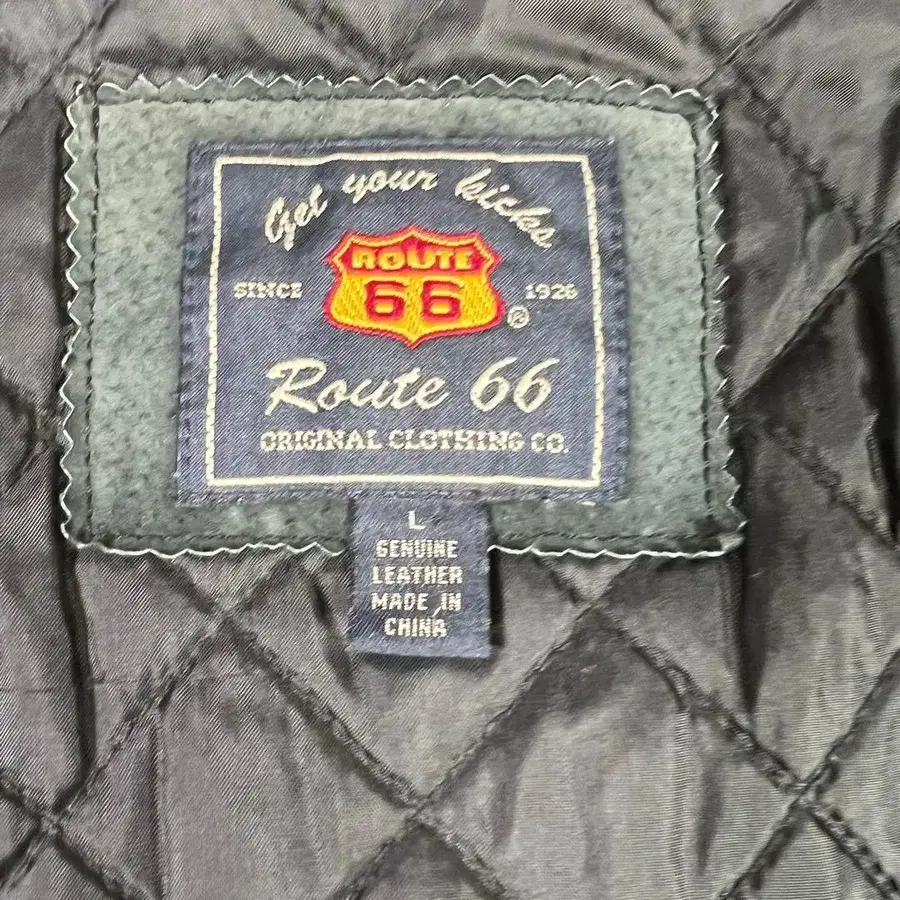 Get your kicks
ROUTE
66
SINCE 1926
®
Route 66
ORIGINAL CLOTHING CO.
L
GENUINE
LEATHER
MADE IN
CHINA